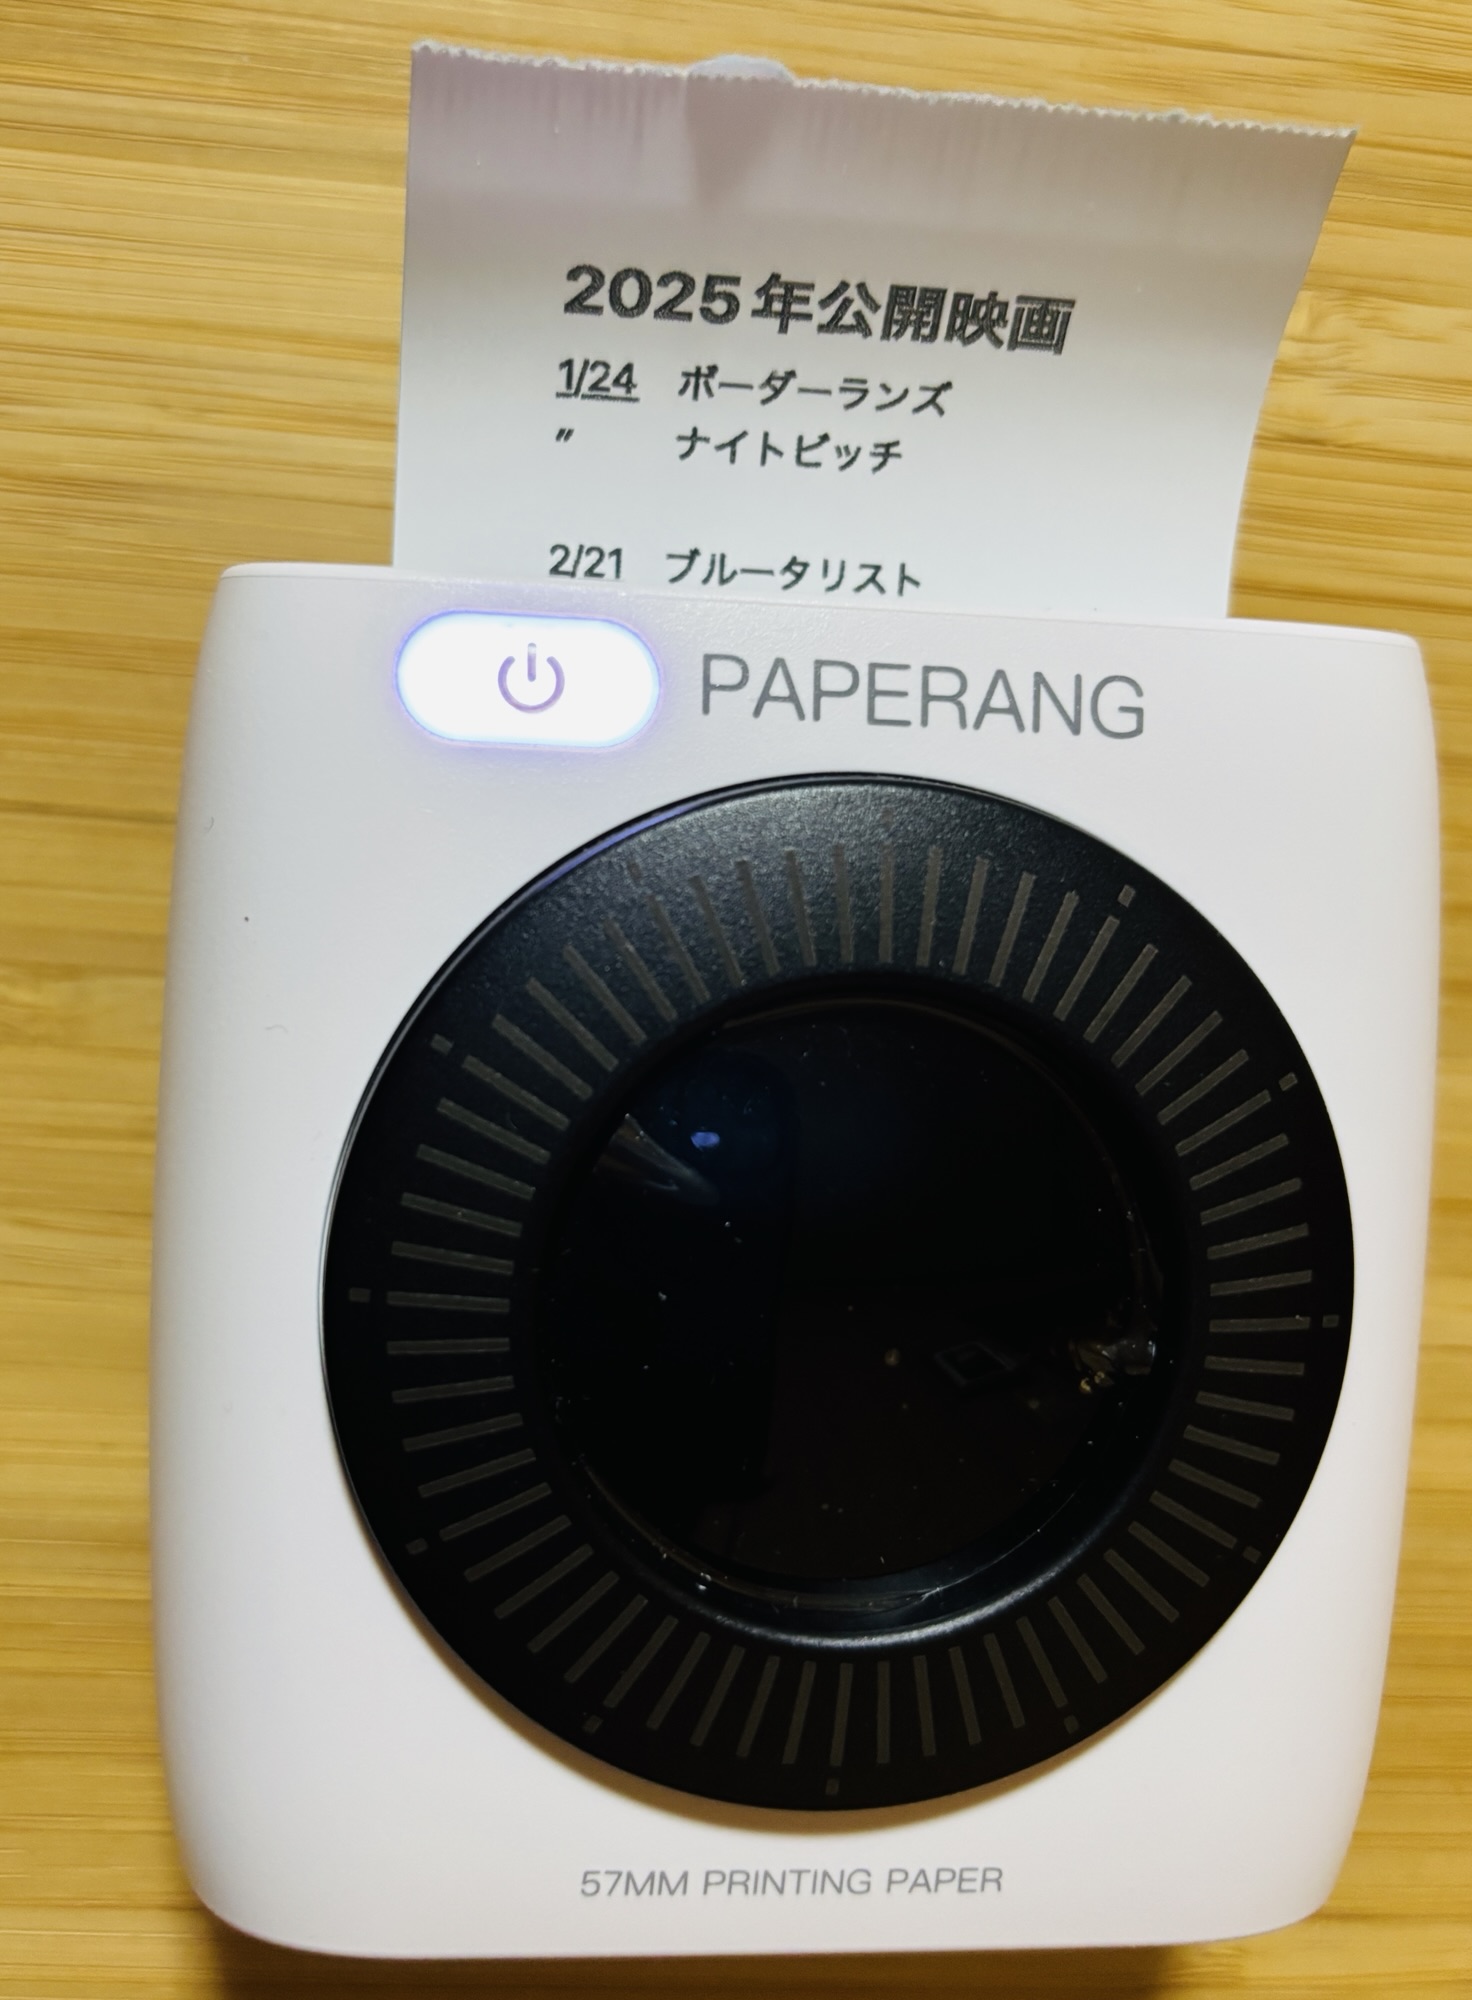 2025年公開映画
1/24 ボーダーランズ
〃 ナイトビッチ
2/21 ブルータリスト
PAPERANG
57MM PRINTING PAPER